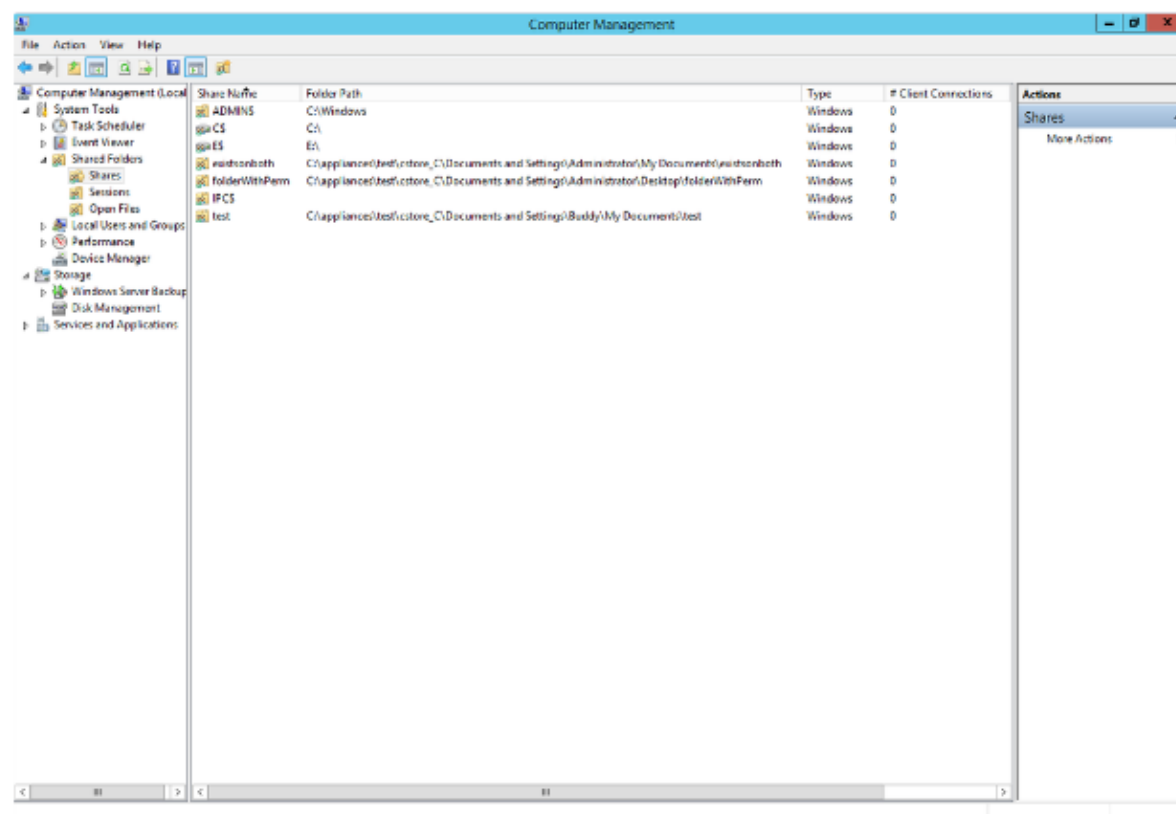 Computer Management
File Action View Help
Computer Management (Local
System Tools
Task Scheduler
Event Viewer
Shared Folders
Shares
Sessions
Open Files
Local Users and Groups
Performance
Device Manager
Storage
Windows Server Backup
Disk Management
Services and Applications
Share Name Folder Path Type # Client Connections
ADMIN$ C:\Windows Windows 0
C$ C:\ Windows 0
E$ E:\ Windows 0
existsonboth C:\appliances\test\cstore_C\Documents and Settings\Administrator\My Documents\existsonboth Windows 0
folderWithPerm C:\appliances\test\cstore_C\Documents and Settings\Administrator\Desktop\folderWithPerm Windows 0
IPC$ Windows 0
test C:\appliances\test\cstore_C\Documents and Settings\Buddy\My Documents\test Windows 0
Actions
Shares
More Actions